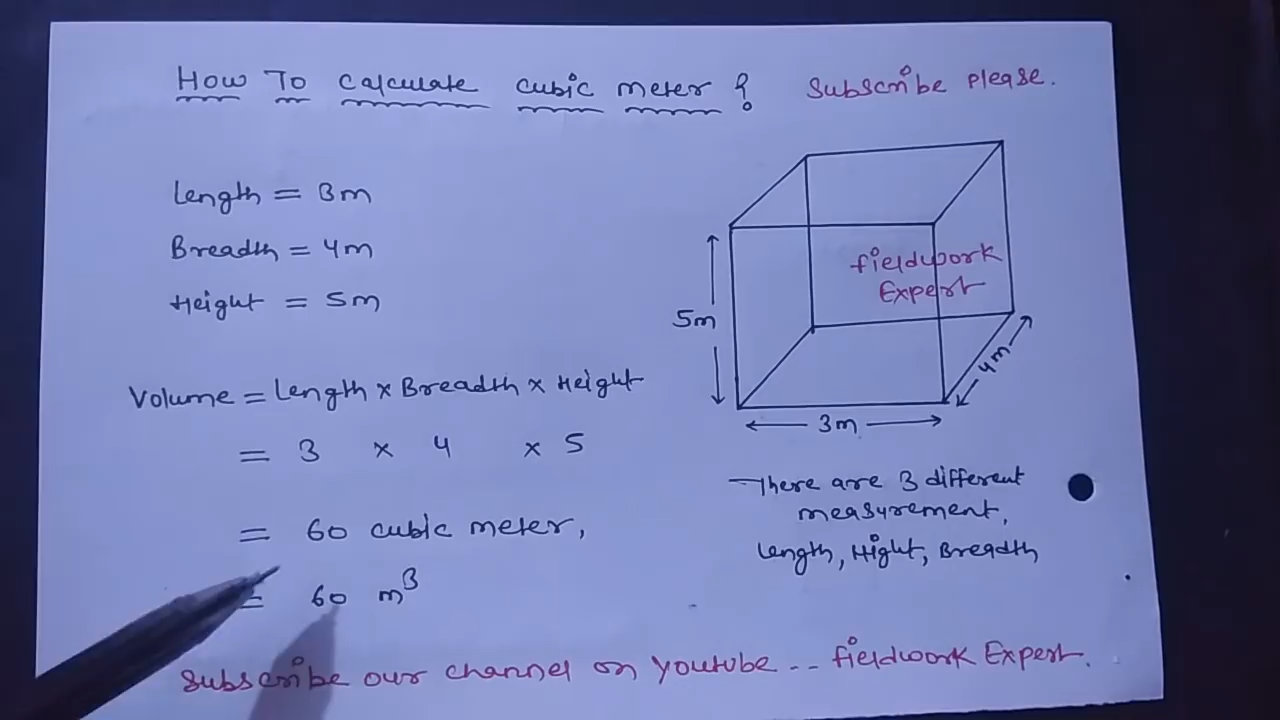 How To Calculate cubic meter ? Subscribe please.
Length = 3m
Breadth = 4m
Height = 5m
Volume = Length × Breadth × Height
= 3 × 4 × 5
= 60 cubic meter,
= 60 m³
fieldwork
Expert
5m
4m
3m
There are 3 different
measurement,
Length, Hight, Breadth
Subscribe our channel on youtube -- fieldwork Expert.